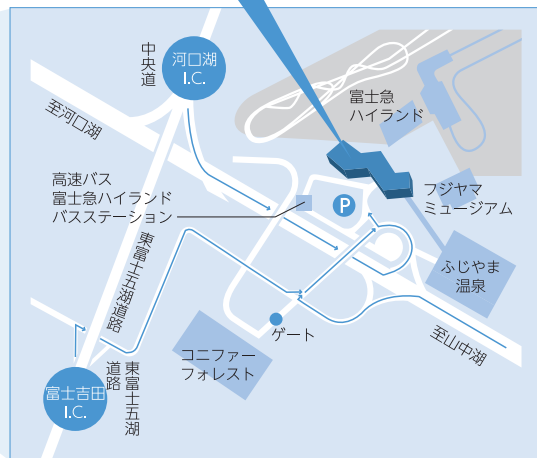 中央道
河口湖
I.C.
至河口湖
富士急
ハイランド
高速バス
富士急ハイランド
バスステーション
P
フジヤマ
ミュージアム
東富士五湖道路
ふじやま
温泉
ゲート
至山中湖
コニファー
フォレスト
東富士五湖
道路
富士吉田
I.C.